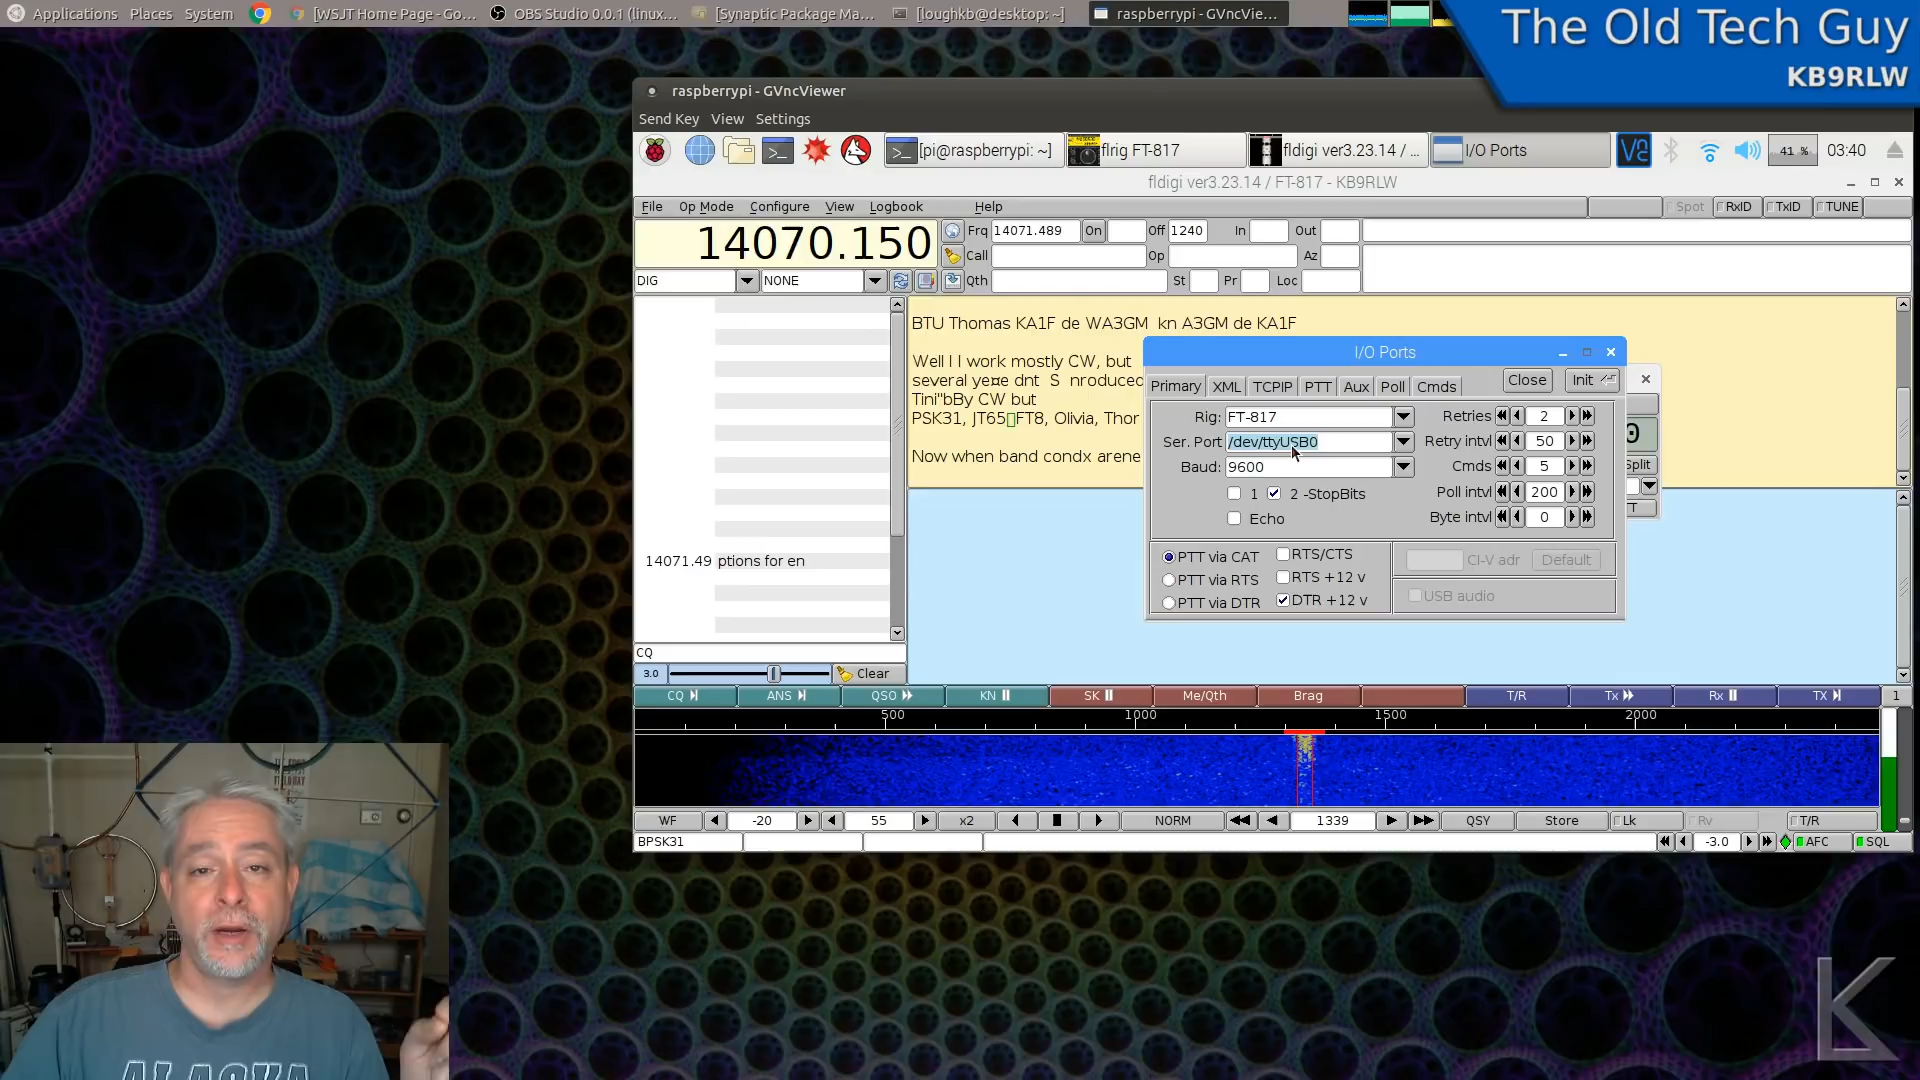 Applications Places System [WSJT Home Page - Go... OBS Studio 0.0.1 (linux... [Synaptic Package Ma... [loughkb@desktop: ~] raspberrypi - GVncVie...
The Old Tech Guy
KB9RLW
raspberrypi - GVncViewer
Send Key View Settings
[pi@raspberrypi: ~] flrig FT-817 fldigi ver3.23.14 / ... I/O Ports 41 % 03:40
fldigi ver3.23.14 / FT-817 - KB9RLW
File Op Mode Configure View Logbook Help Spot RxID TxID TUNE
14070.150
Frq 14071.489 On Off 1240 In Out
Call Op Az
DIG NONE Qth St Pr Loc
BTU Thomas KA1F de WA3GM kn A3GM de KA1F
Well I I work mostly CW, but
several ye¤e dnt S nroduced
Tini"bBy CW but
PSK31, JT65▯FT8, Olivia, Thor
Now when band condx arene
I/O Ports
Primary XML TCPIP PTT Aux Poll Cmds Close Init
Rig: FT-817 Retries 2
Ser. Port /dev/ttyUSB0 Retry intvl 50
Baud: 9600 Cmds 5
1 2 -StopBits Poll intvl 200
Echo Byte intvl 0
PTT via CAT RTS/CTS CI-V adr Default
PTT via RTS RTS +12 v
PTT via DTR DTR +12 v USB audio
0
Split
T
14071.49 ptions for en
CQ
3.0 Clear
CQ ANS QSO KN SK Me/Qth Brag T/R Tx Rx TX 1
500 1000 1500 2000
WF -20 55 x2 NORM 1339 QSY Store Lk Rv T/R
BPSK31 -3.0 AFC SQL
ALASKA
K